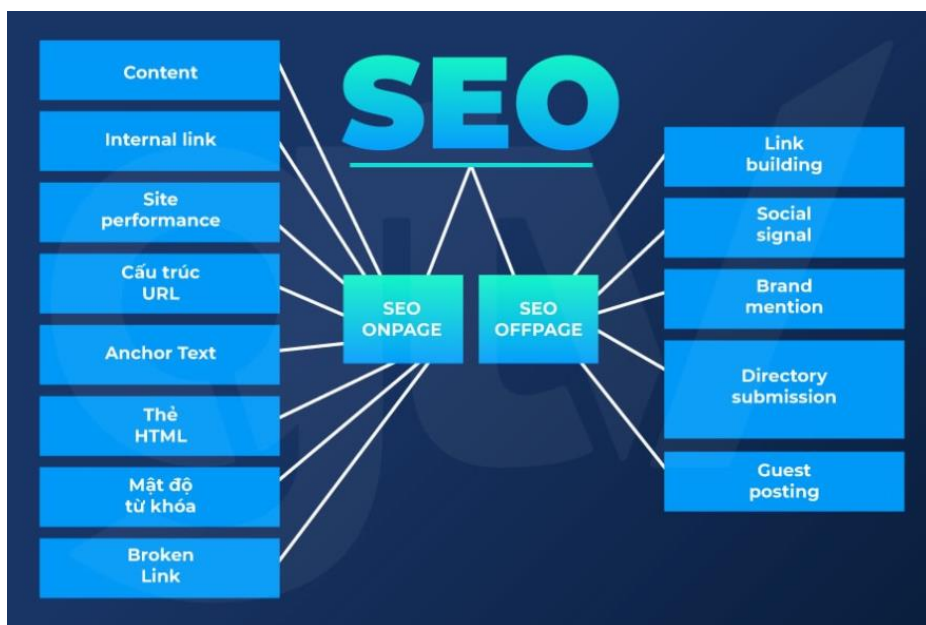 SEO
Content
Internal link
Site
performance
Cấu trúc
URL
Anchor Text
Thẻ
HTML
Mật độ
từ khóa
Broken
Link
SEO
ONPAGE
SEO
OFFPAGE
Link
building
Social
signal
Brand
mention
Directory
submission
Guest
posting